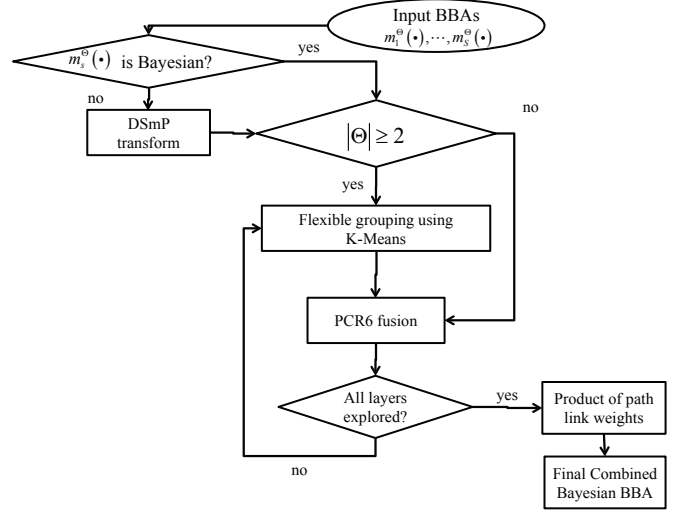 Input BBAs
m₁^Θ(•),⋯,m_S^Θ(•)
m_s^Θ(•) is Bayesian?
yes
no
DSmP
transform
|Θ| ≥ 2
no
yes
Flexible grouping using
K-Means
PCR6 fusion
All layers
explored?
yes
no
Product of path
link weights
Final Combined
Bayesian BBA